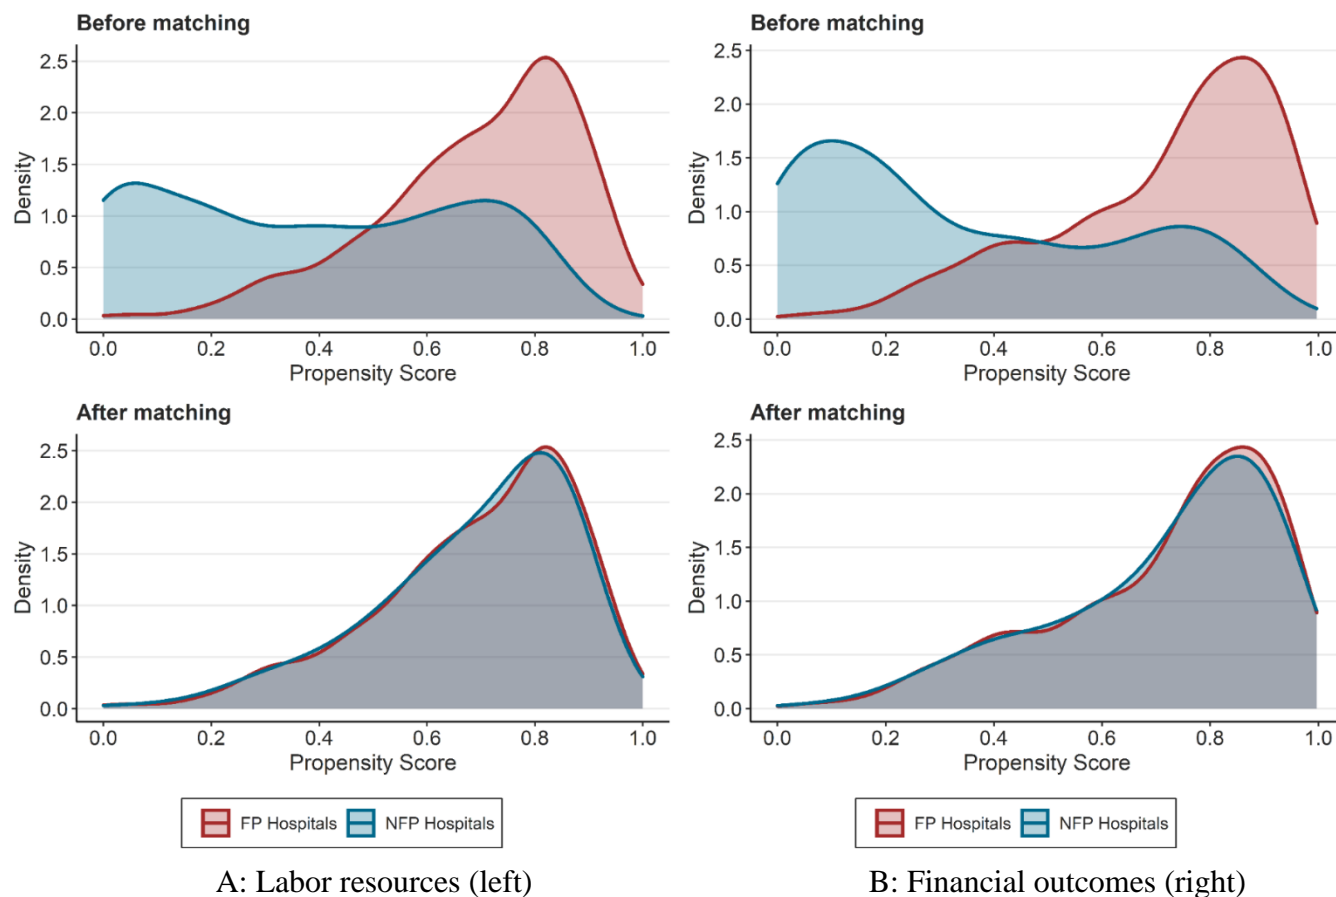 Before matching
2.5
2.0
1.5
1.0
0.5
0.0
Density
0.0 0.2 0.4 0.6 0.8 1.0
Propensity Score
After matching
2.5
2.0
1.5
1.0
0.5
0.0
Density
0.0 0.2 0.4 0.6 0.8 1.0
Propensity Score
FP Hospitals NFP Hospitals
A: Labor resources (left)
Before matching
2.5
2.0
1.5
1.0
0.5
0.0
Density
0.0 0.2 0.4 0.6 0.8 1.0
Propensity Score
After matching
2.5
2.0
1.5
1.0
0.5
0.0
Density
0.0 0.2 0.4 0.6 0.8 1.0
Propensity Score
FP Hospitals NFP Hospitals
B: Financial outcomes (right)